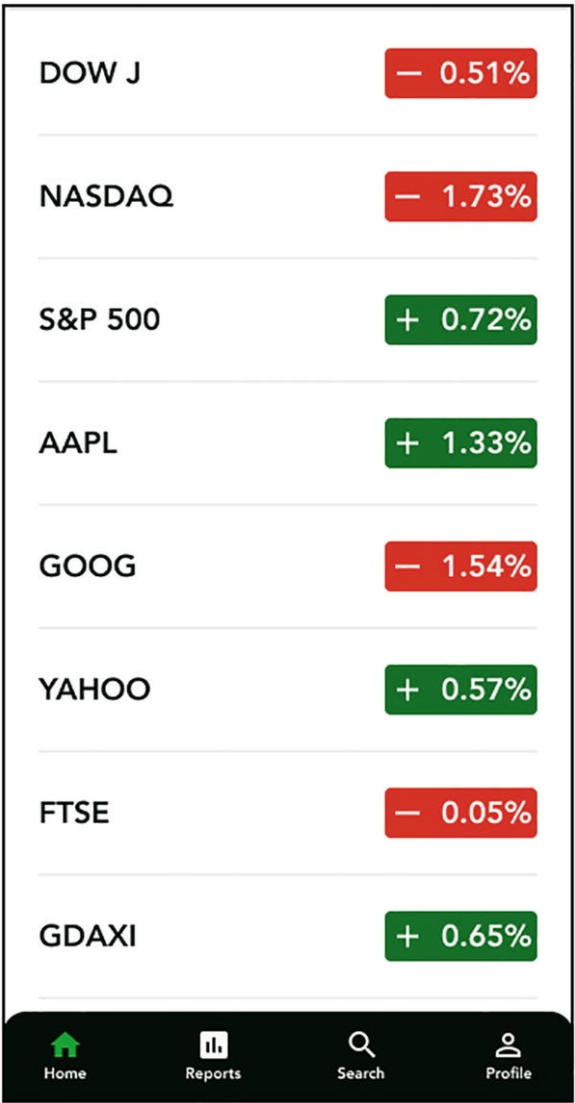 DOW J − 0.51%
NASDAQ − 1.73%
S&P 500 + 0.72%
AAPL + 1.33%
GOOG − 1.54%
YAHOO + 0.57%
FTSE − 0.05%
GDAXI + 0.65%
Home Reports Search Profile